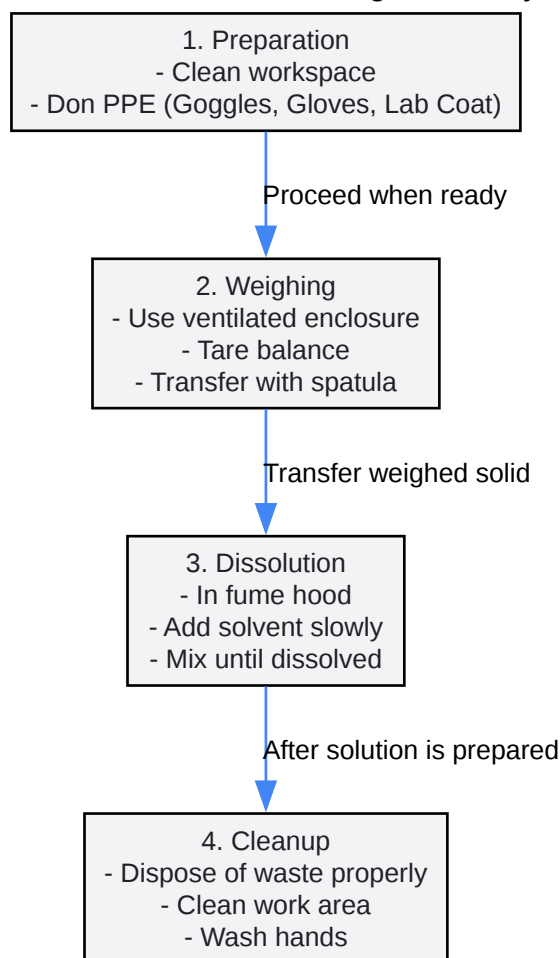 1. Preparation
- Clean workspace
- Don PPE (Goggles, Gloves, Lab Coat)
Proceed when ready
2. Weighing
- Use ventilated enclosure
- Tare balance
- Transfer with spatula
Transfer weighed solid
3. Dissolution
- In fume hood
- Add solvent slowly
- Mix until dissolved
After solution is prepared
4. Cleanup
- Dispose of waste properly
- Clean work area
- Wash hands